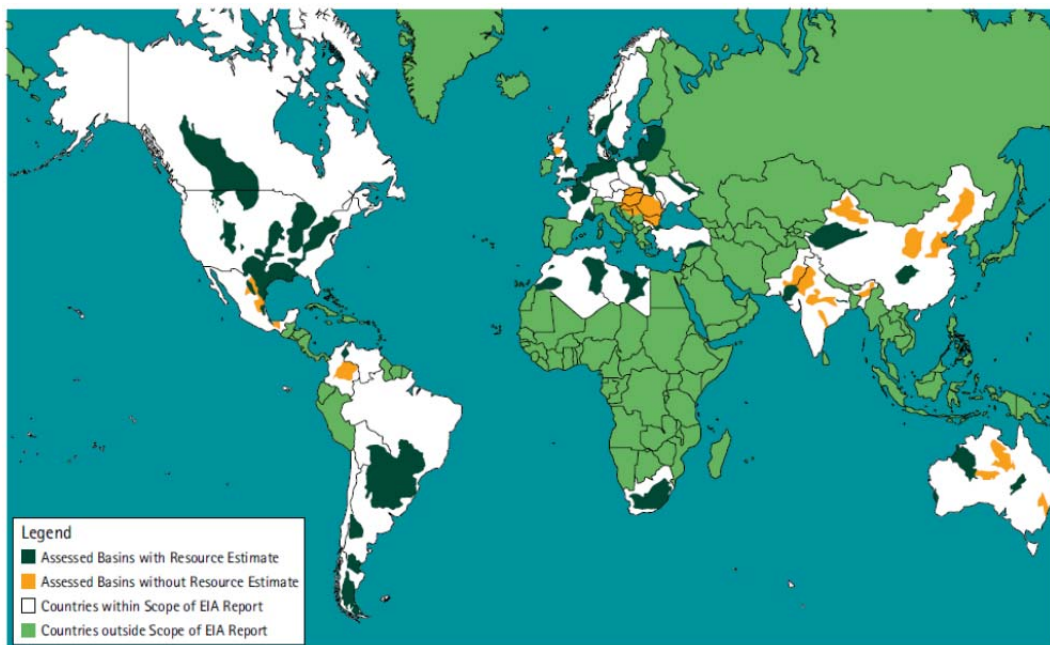 Legend
Assessed Basins with Resource Estimate
Assessed Basins without Resource Estimate
Countries within Scope of EIA Report
Countries outside Scope of EIA Report